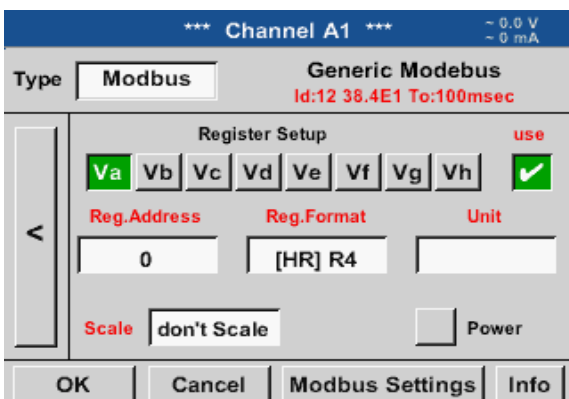 *** Channel A1 ***
~ 0.0 V
~ 0 mA
Type Modbus
Generic Modebus
Id:12 38.4E1 To:100msec
Register Setup
use
Va Vb Vc Vd Ve Vf Vg Vh ✔
<
Reg.Address Reg.Format Unit
0 [HR] R4
Scale don't Scale Power
OK Cancel Modbus Settings Info